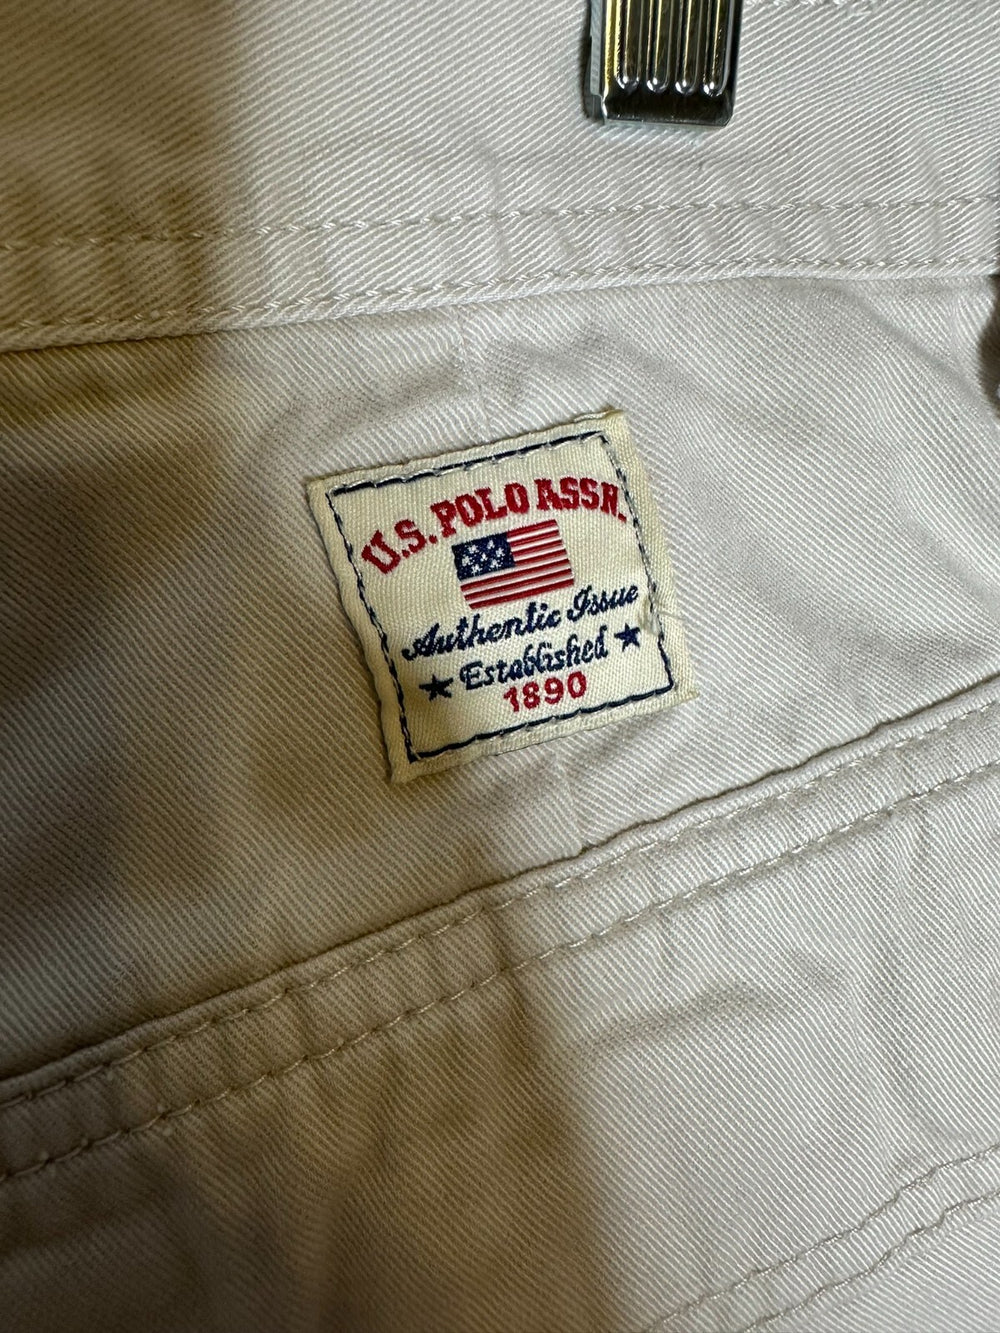 U.S. POLO ASSN.
Authentic Issue
Established
1890